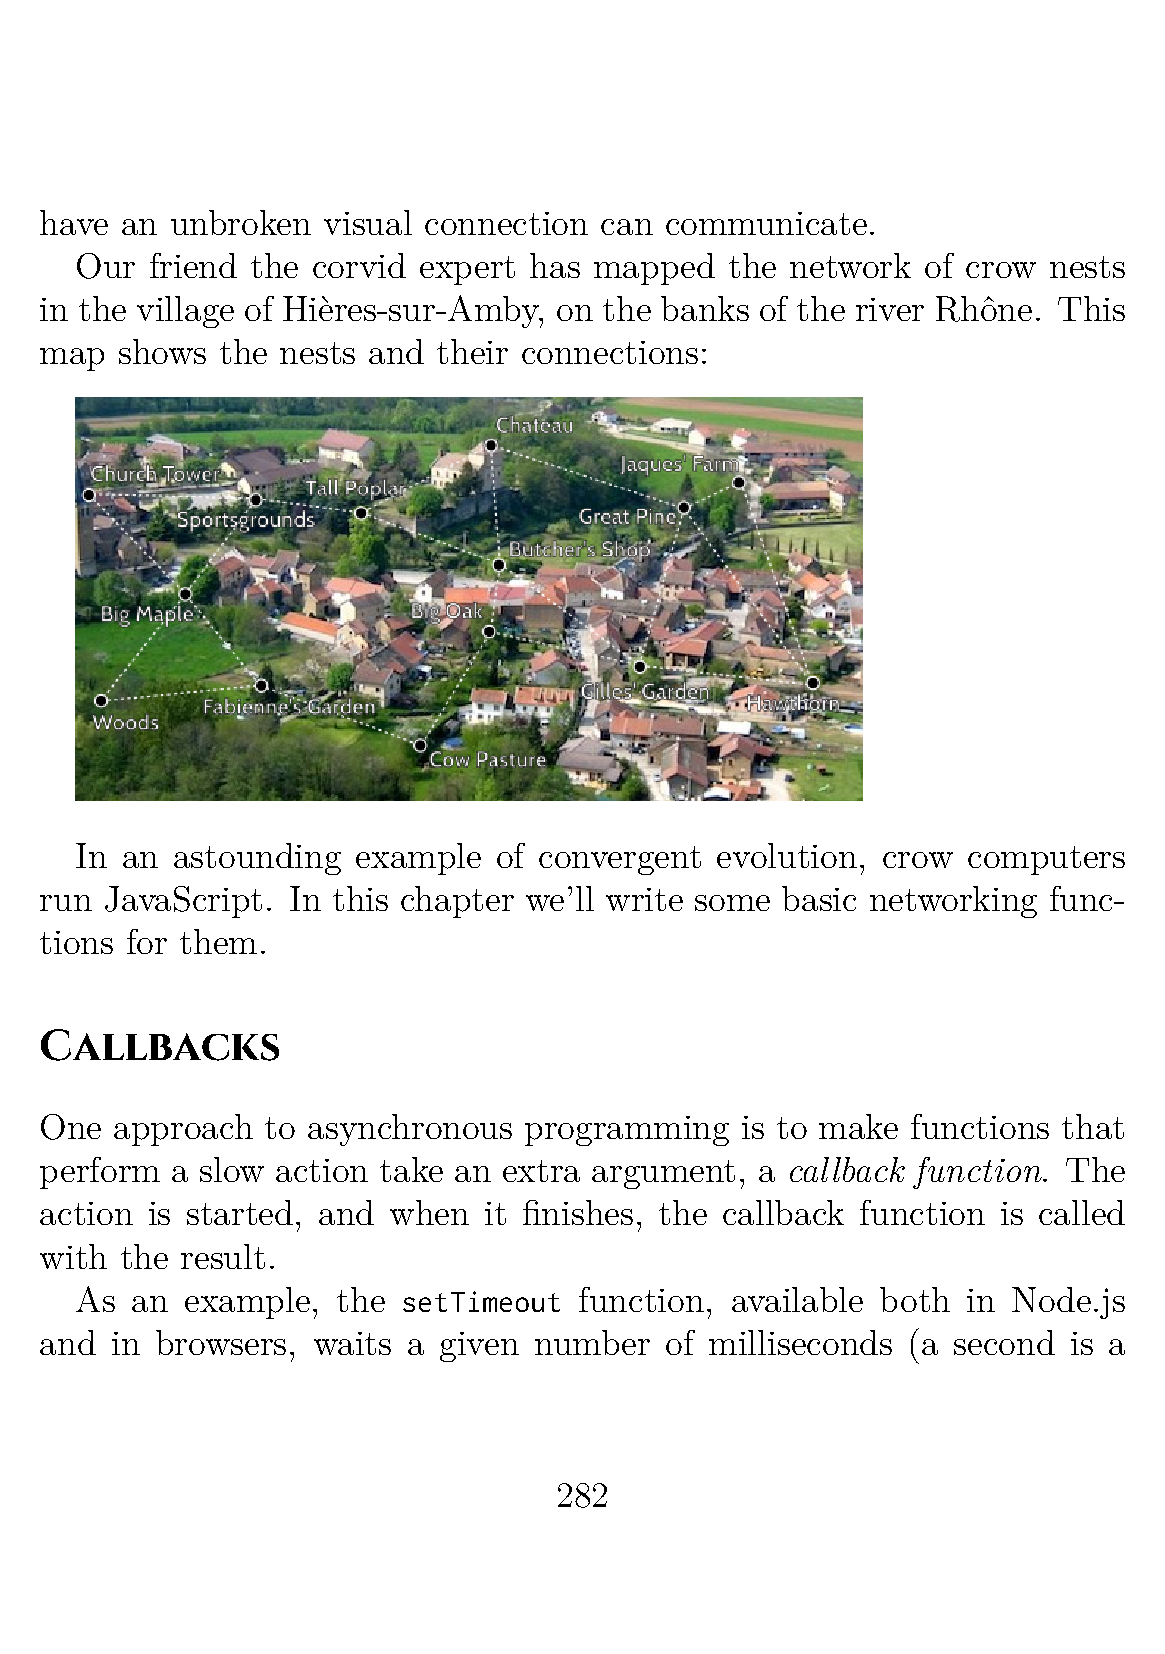 have an unbroken visual connection can communicate.
Our friend the corvid expert has mapped the network of crow nests
in the village of Hières-sur-Amby, on the banks of the river Rhône. This
map shows the nests and their connections:
Chateau
Church Tower
Jaques' Farm
Tall Poplar
Sportsgrounds
Great Pine
Butcher's Shop
Big Maple
Big Oak
Gilles' Garden
Hawthorn
Fabienne's Garden
Woods
Cow Pasture
In an astounding example of convergent evolution, crow computers
run JavaScript. In this chapter we'll write some basic networking func-
tions for them.
Callbacks
One approach to asynchronous programming is to make functions that
perform a slow action take an extra argument, a callback function. The
action is started, and when it finishes, the callback function is called
with the result.
As an example, the setTimeout function, available both in Node.js
and in browsers, waits a given number of milliseconds (a second is a
282